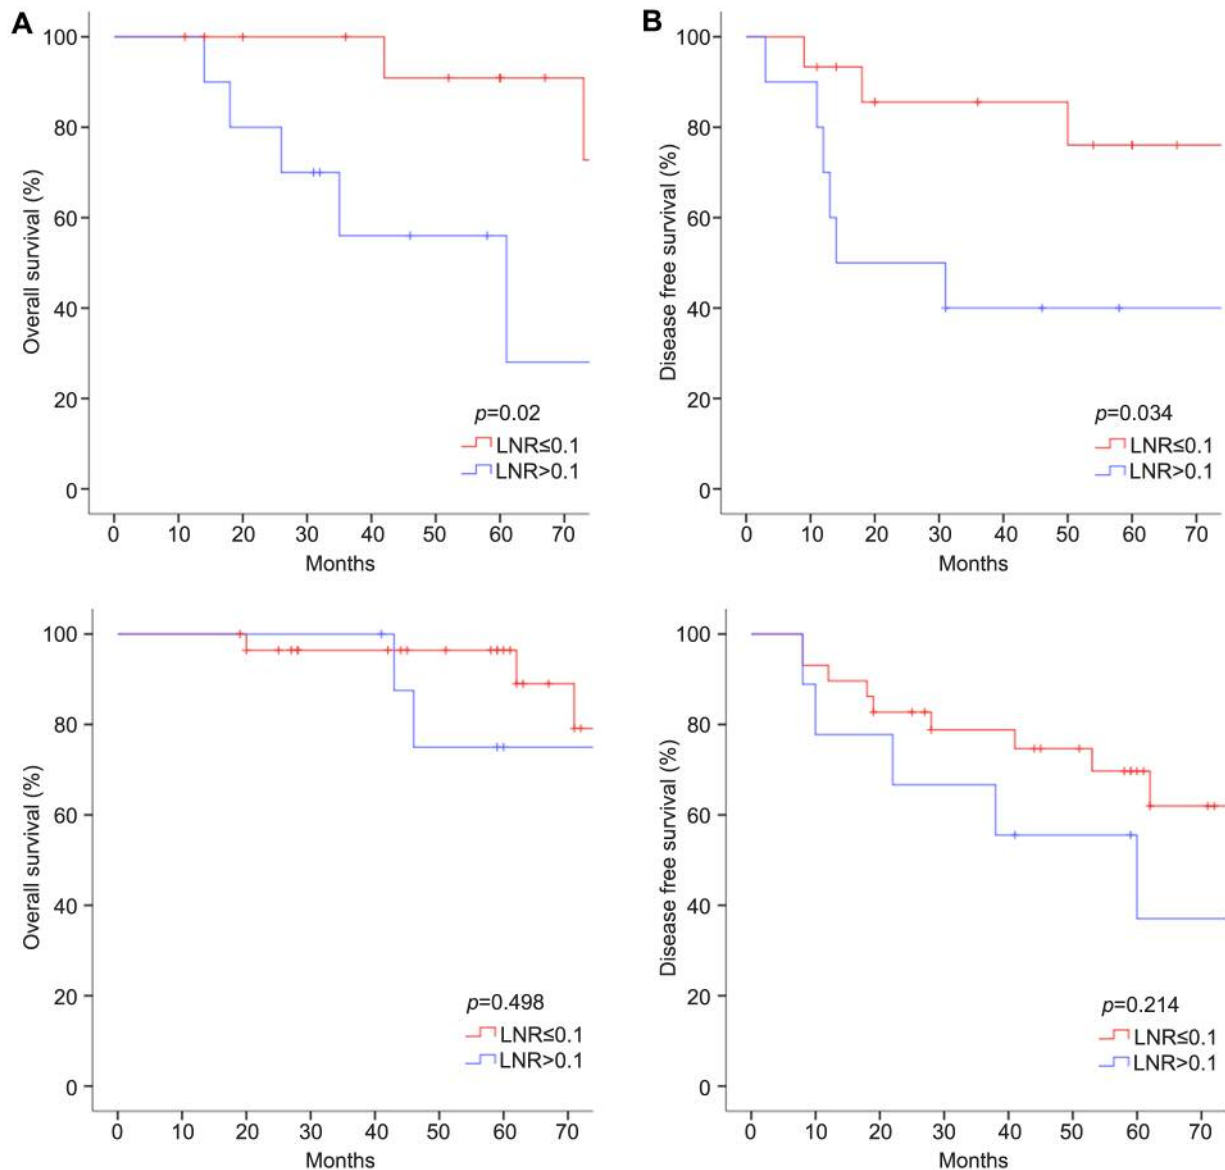 A
Overall survival (%)
100
80
60
40
20
0
p=0.02
LNR≤0.1
LNR>0.1
0 10 20 30 40 50 60 70
Months
B
Disease free survival (%)
100
80
60
40
20
0
p=0.034
LNR≤0.1
LNR>0.1
0 10 20 30 40 50 60 70
Months
Overall survival (%)
100
80
60
40
20
0
p=0.498
LNR≤0.1
LNR>0.1
0 10 20 30 40 50 60 70
Months
Disease free survival (%)
100
80
60
40
20
0
p=0.214
LNR≤0.1
LNR>0.1
0 10 20 30 40 50 60 70
Months